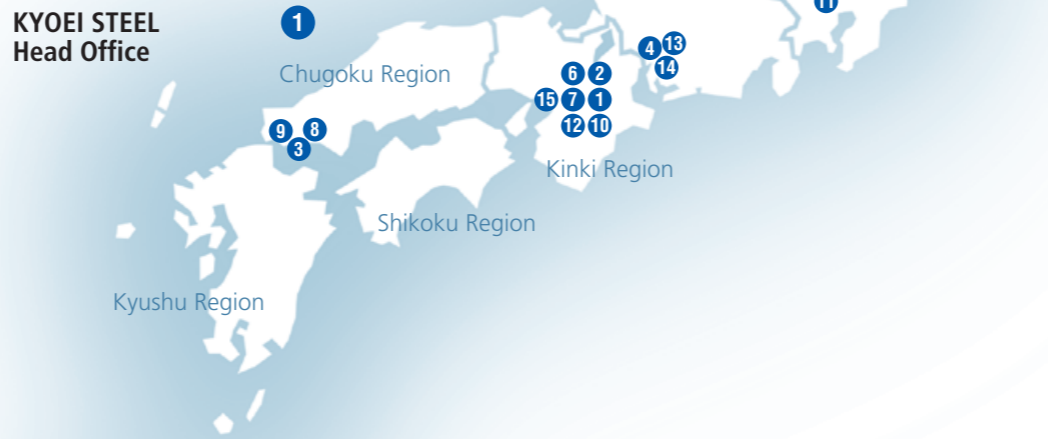 KYOEI STEEL
Head Office
1
11
4 13
14
Chugoku Region
6 2
15 7 1
12 10
9 8
3
Kinki Region
Shikoku Region
Kyushu Region